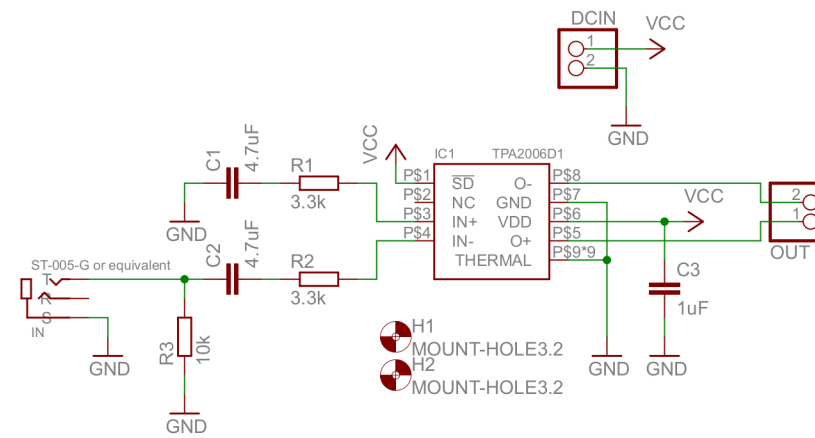 DCIN
VCC
1
2
GND
C1
4.7uF
R1
3.3k
GND
VCC
IC1
TPA2006D1
P$1
SD
O-
P$8
P$2
NC
GND
P$7
P$3
IN+
VDD
P$6
P$4
IN-
O+
P$5
THERMAL
P$9*9
VCC
2
1
OUT
C2
4.7uF
R2
3.3k
ST-005-G or equivalent
T
R
S
IN
GND
R3
10k
GND
C3
1uF
GND
GND
H1
MOUNT-HOLE3.2
H2
MOUNT-HOLE3.2